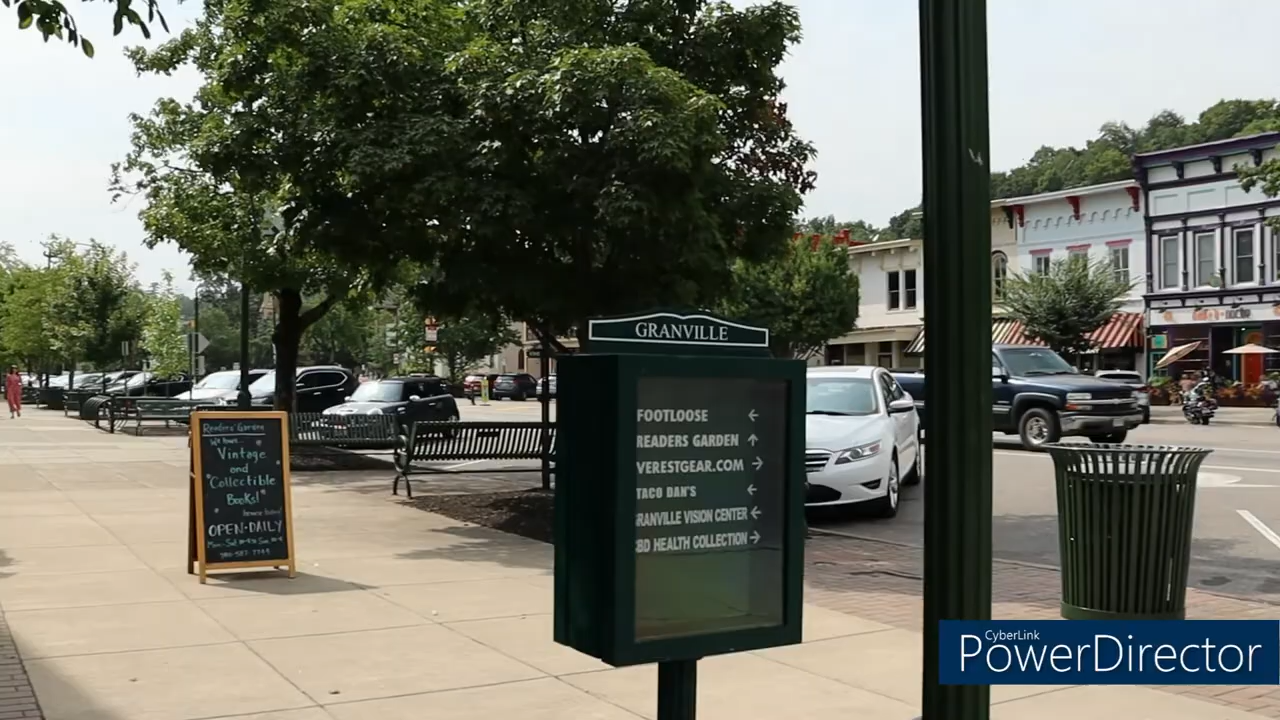 GRANVILLE
FOOTLOOSE ←
READERS GARDEN ↑
VERESTGEAR.COM →
TACO DAN'S ←
RANVILLE VISION CENTER ←
BD HEALTH COLLECTION →
Readers' Garden
We have...
Vintage
and
Collectible
Books!
OPEN·DAILY
CyberLink
PowerDirector